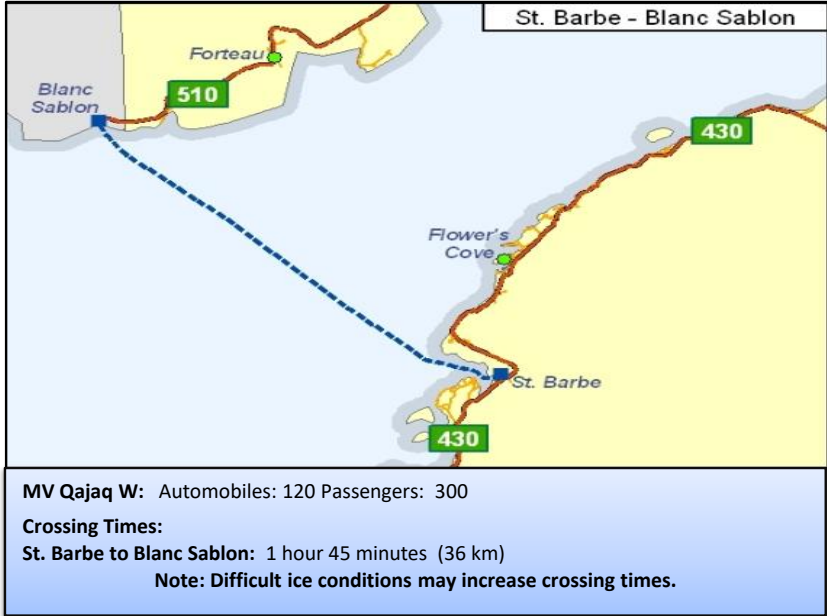 St. Barbe - Blanc Sablon
Forteau
Blanc
Sablon
510
430
Flower's
Cove
St. Barbe
430
MV Qajaq W: Automobiles: 120 Passengers: 300
Crossing Times:
St. Barbe to Blanc Sablon: 1 hour 45 minutes (36 km)
Note: Difficult ice conditions may increase crossing times.